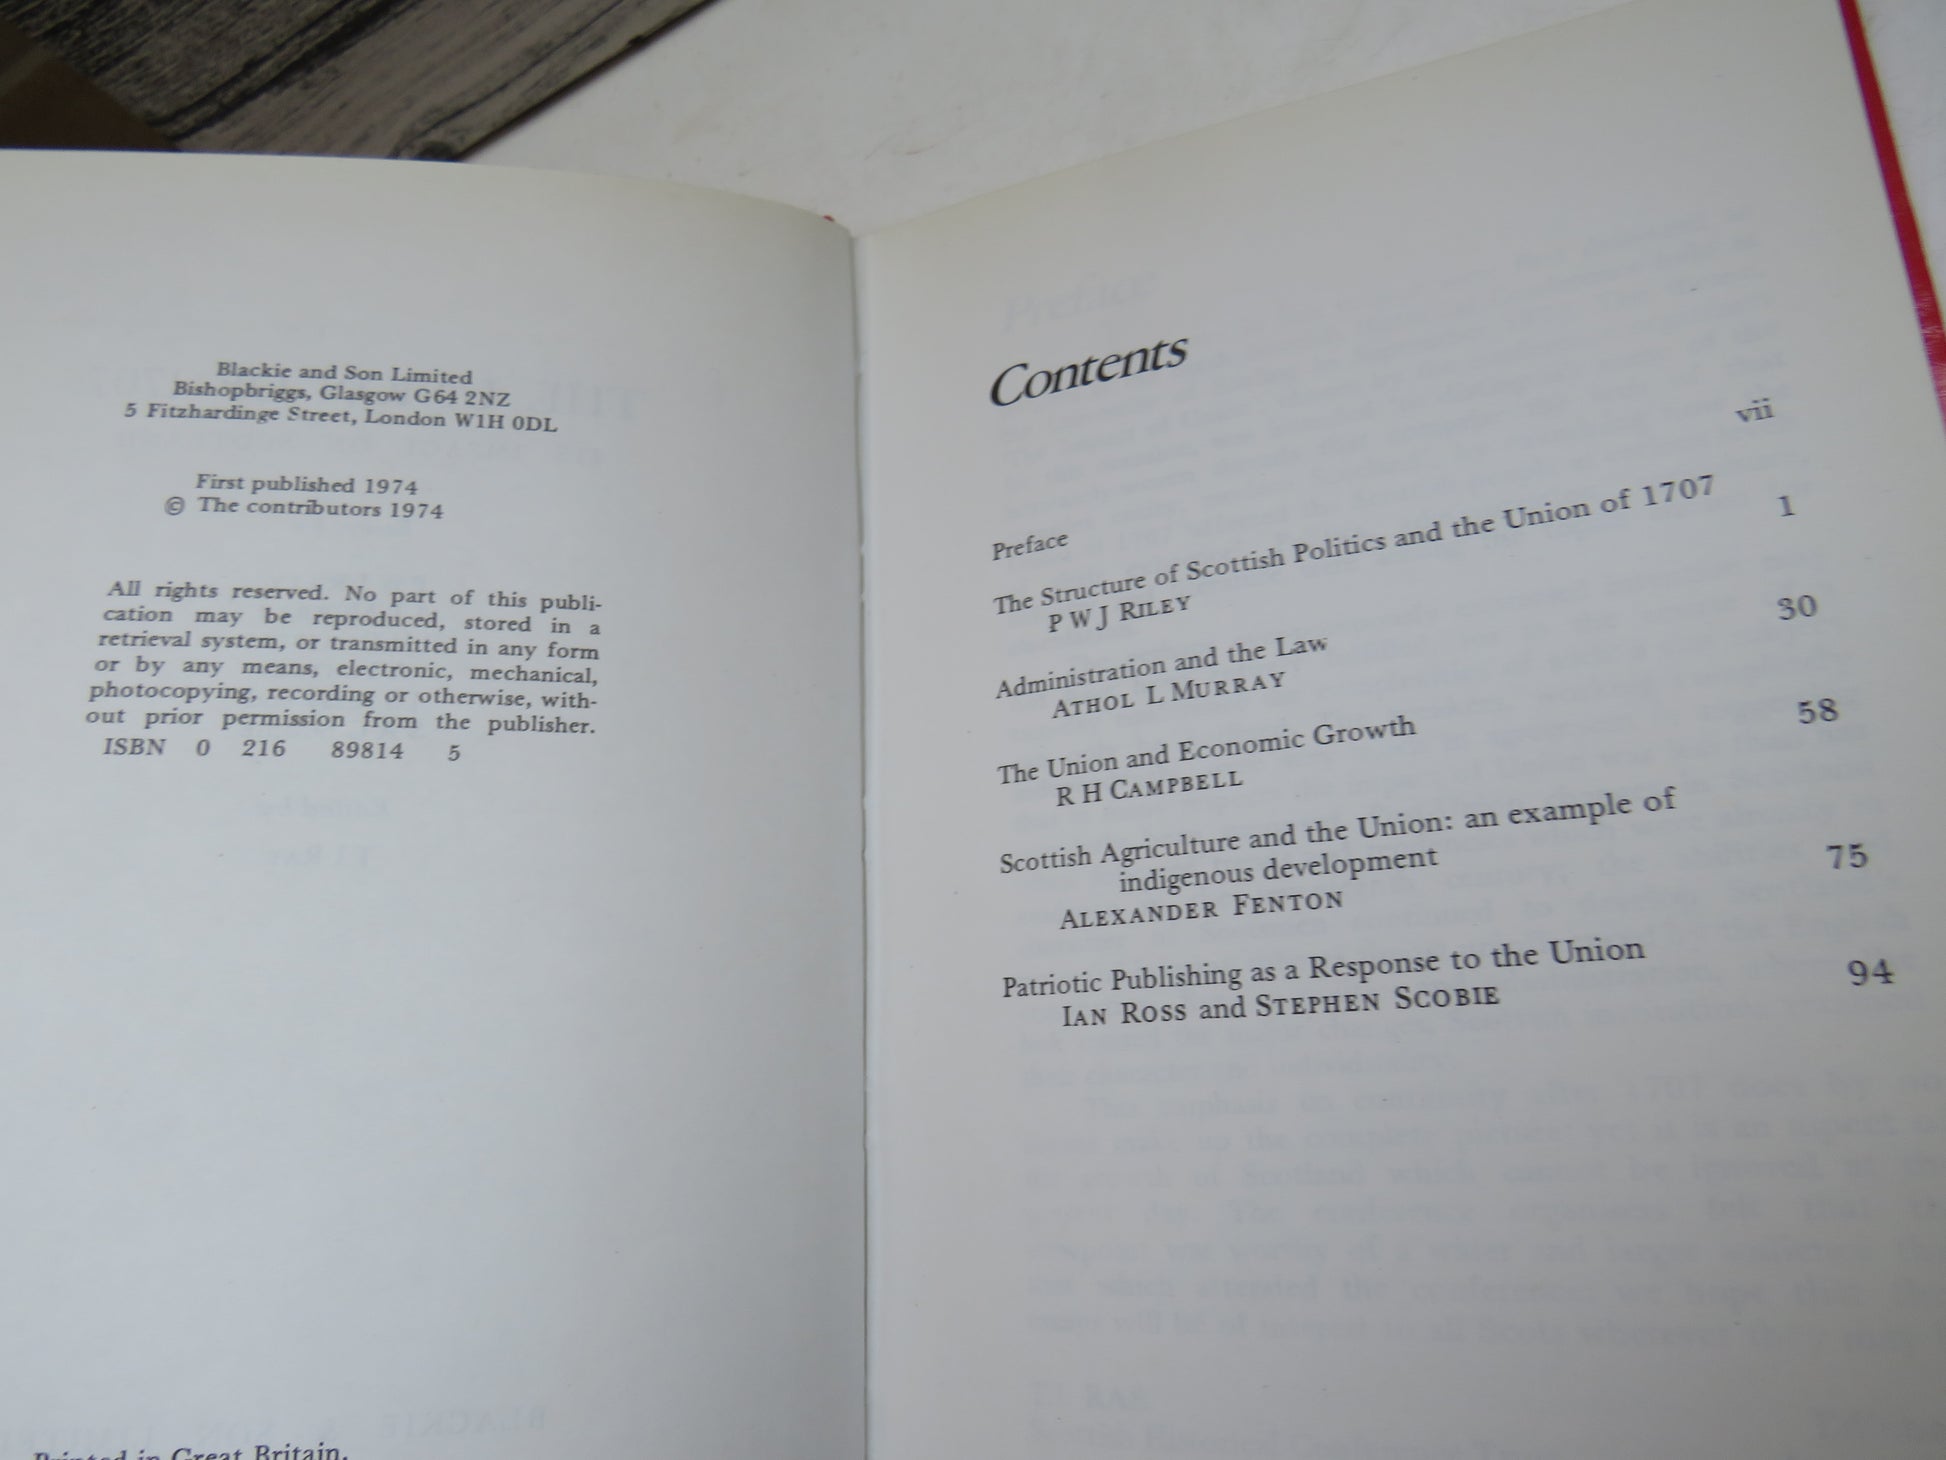 Blackie and Son Limited
Bishopbriggs, Glasgow G64 2NZ
5 Fitzhardinge Street, London W1H 0DL
First published 1974
© The contributors 1974
All rights reserved. No part of this publi-
cation may be reproduced, stored in a
retrieval system, or transmitted in any form
or by any means, electronic, mechanical,
photocopying, recording or otherwise, with-
out prior permission from the publisher.
ISBN 0 216 89814 5
Printed in Great Britain.
Contents
Preface vii
The Structure of Scottish Politics and the Union of 1707 1
P W J RILEY
Administration and the Law 30
ATHOL L MURRAY
The Union and Economic Growth 58
R H CAMPBELL
Scottish Agriculture and the Union: an example of
indigenous development 75
ALEXANDER FENTON
Patriotic Publishing as a Response to the Union 94
IAN ROSS and STEPHEN SCOBIE